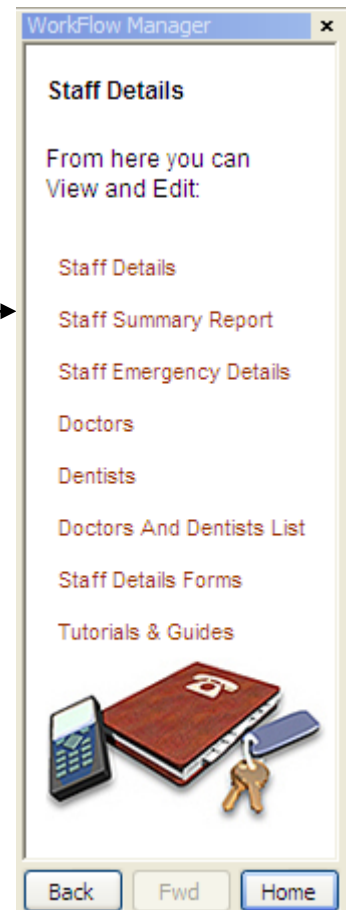 WorkFlow Manager
Staff Details
From here you can
View and Edit:
Staff Details
Staff Summary Report
Staff Emergency Details
Doctors
Dentists
Doctors And Dentists List
Staff Details Forms
Tutorials & Guides
Back Fwd Home